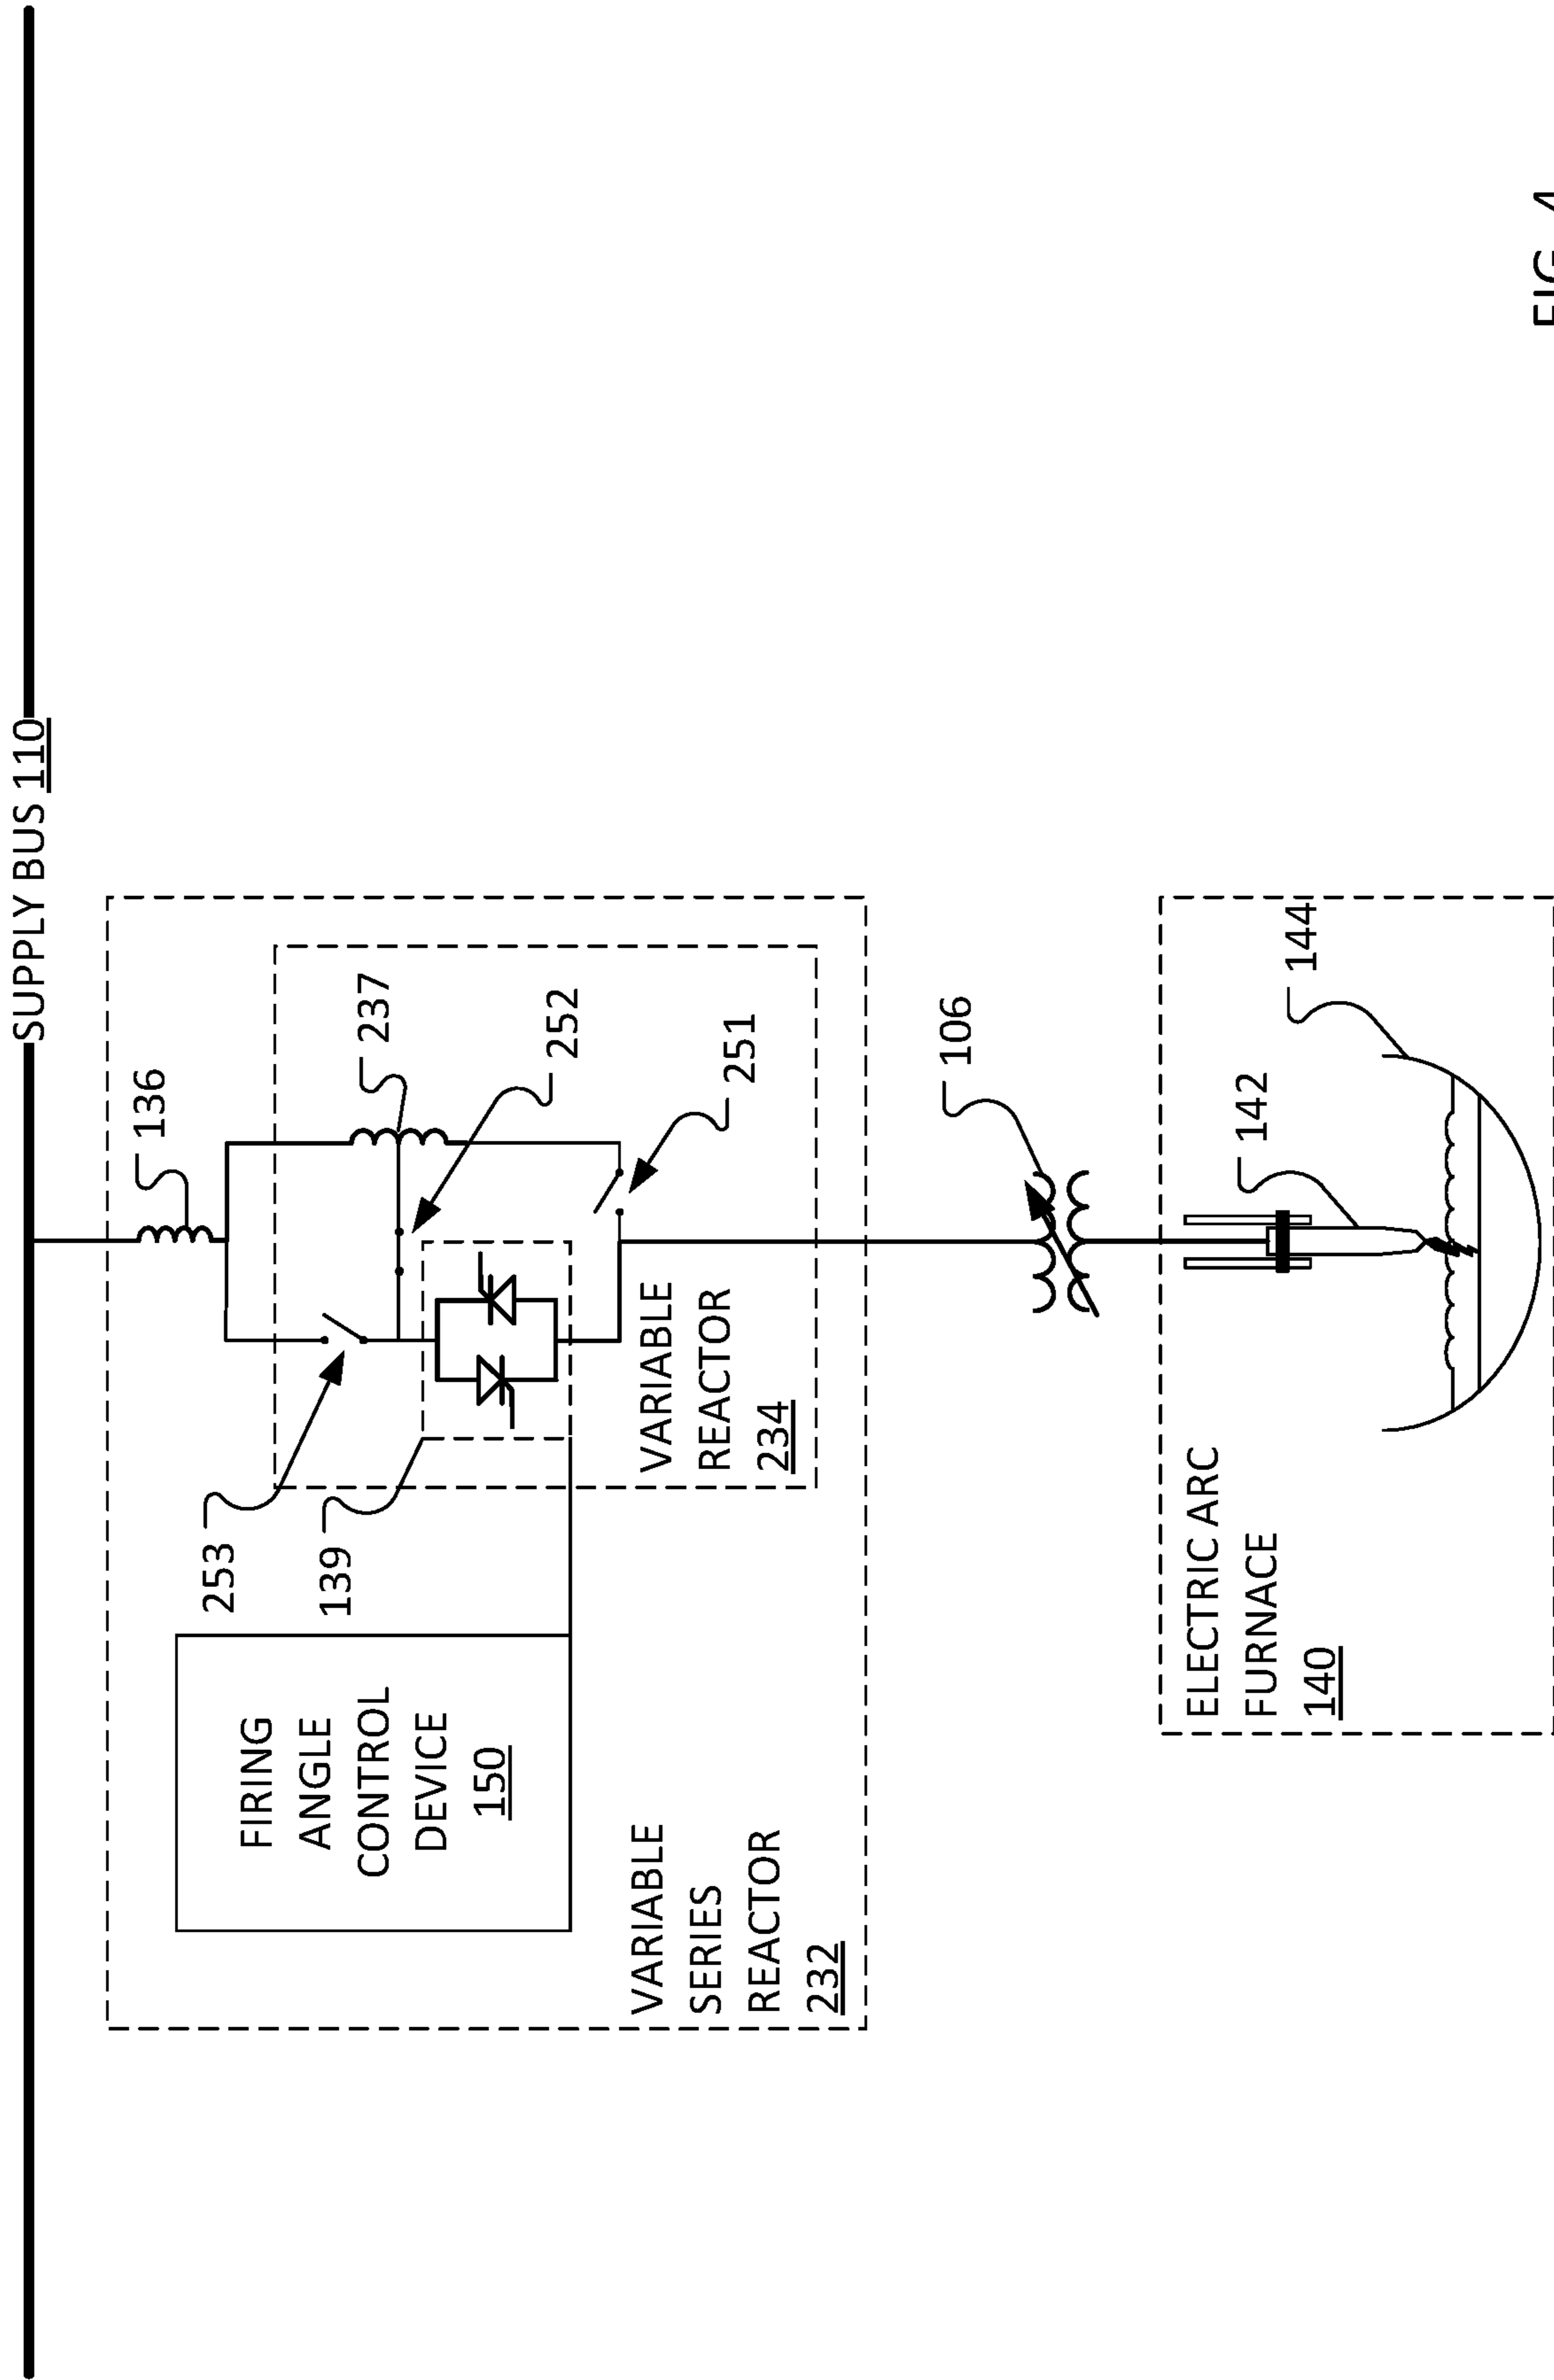 SUPPLY BUS 110
136
253
139
237
252
251
FIRING
ANGLE
CONTROL
DEVICE
150
VARIABLE
REACTOR
234
VARIABLE
SERIES
REACTOR
232
106
ELECTRIC ARC
FURNACE
140
142
144